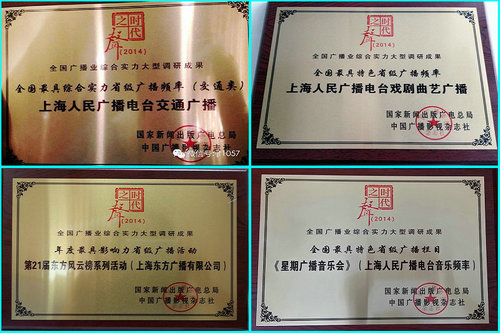 时代之声
(2014)
全国广播业综合实力大型调研成果
全国最具综合实力省级广播频率（交通类）
上海人民广播电台交通广播
国家新闻出版广电总局
中国广播影视杂志社
时代之声
(2014)
全国广播业综合实力大型调研成果
全国最具特色省级广播频率
上海人民广播电台戏剧曲艺广播
国家新闻出版广电总局
中国广播影视杂志社
时代之声
(2014)
全国广播业综合实力大型调研成果
年度最具影响力省级广播活动
第21届东方风云榜系列活动（上海东方广播有限公司）
国家新闻出版广电总局
中国广播影视杂志社
时代之声
(2014)
全国广播业综合实力大型调研成果
全国最具特色省级广播栏目
《星期广播音乐会》（上海人民广播电台音乐频率）
国家新闻出版广电总局
中国广播影视杂志社